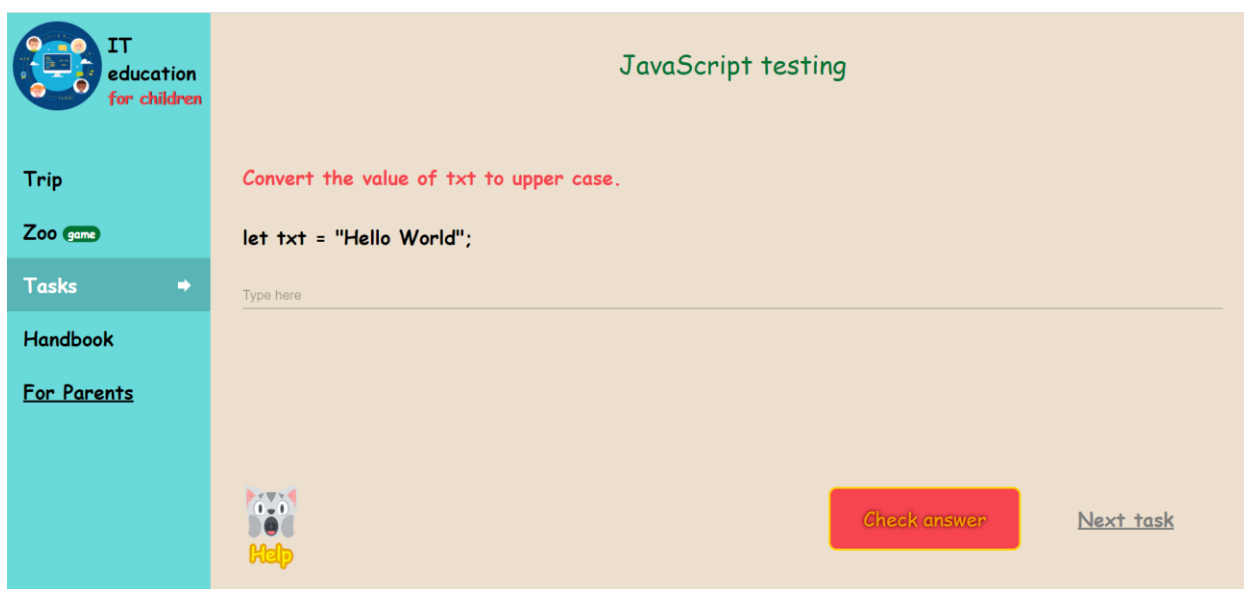 IT
education
for children
JavaScript testing
Trip
Zoo game
Tasks
Handbook
For Parents
Convert the value of txt to upper case.
let txt = "Hello World";
Type here
Help
Check answer
Next task